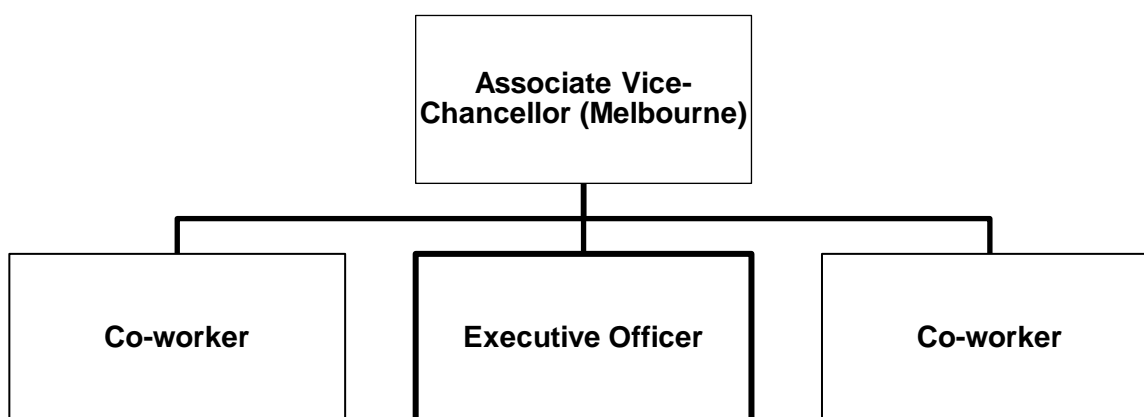 Associate Vice-
Chancellor (Melbourne)
Co-worker
Executive Officer
Co-worker